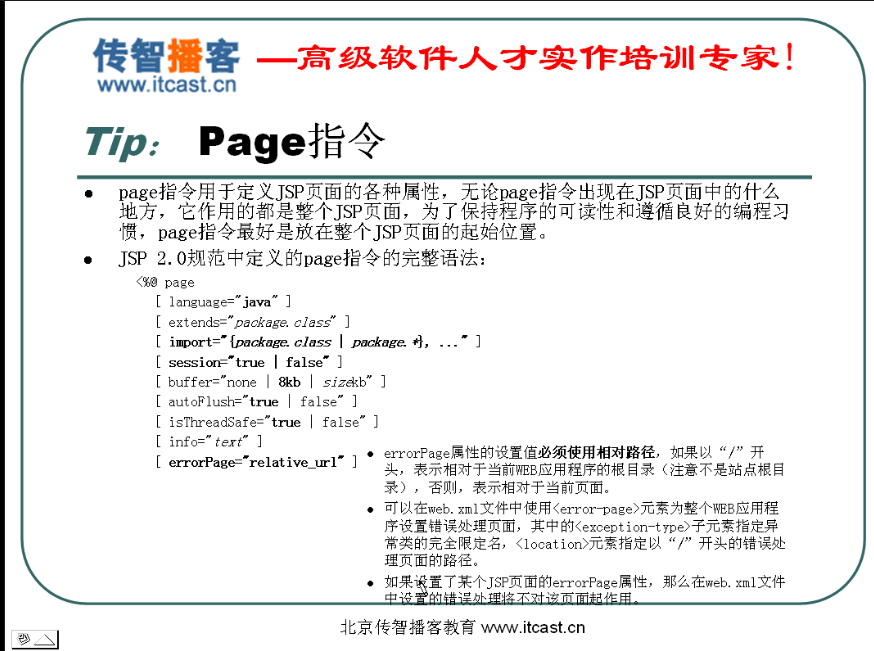 传智播客 —高级软件人才实作培训专家！
www.itcast.cn
Tip： Page指令
● page指令用于定义JSP页面的各种属性，无论page指令出现在JSP页面中的什么
地方，它作用的都是整个JSP页面，为了保持程序的可读性和遵循良好的编程习
惯，page指令最好是放在整个JSP页面的起始位置。
● JSP 2.0规范中定义的page指令的完整语法：
<%@ page
[ language="java" ]
[ extends="package.class" ]
[ import="{package.class | package.*}, ..." ]
[ session="true | false" ]
[ buffer="none | 8kb | sizekb" ]
[ autoFlush="true | false" ]
[ isThreadSafe="true | false" ]
[ info="text" ]
[ errorPage="relative_url" ]
● errorPage属性的设置值必须使用相对路径，如果以“/”开
头，表示相对于当前WEB应用程序的根目录（注意不是站点根目
录），否则，表示相对于当前页面。
● 可以在web.xml文件中使用<error-page>元素为整个WEB应用程
序设置错误处理页面，其中的<exception-type>子元素指定异
常类的完全限定名，<location>元素指定以“/”开头的错误处
理页面的路径。
● 如果设置了某个JSP页面的errorPage属性，那么在web.xml文件
中设置的错误处理将不对该页面起作用。
北京传智播客教育 www.itcast.cn